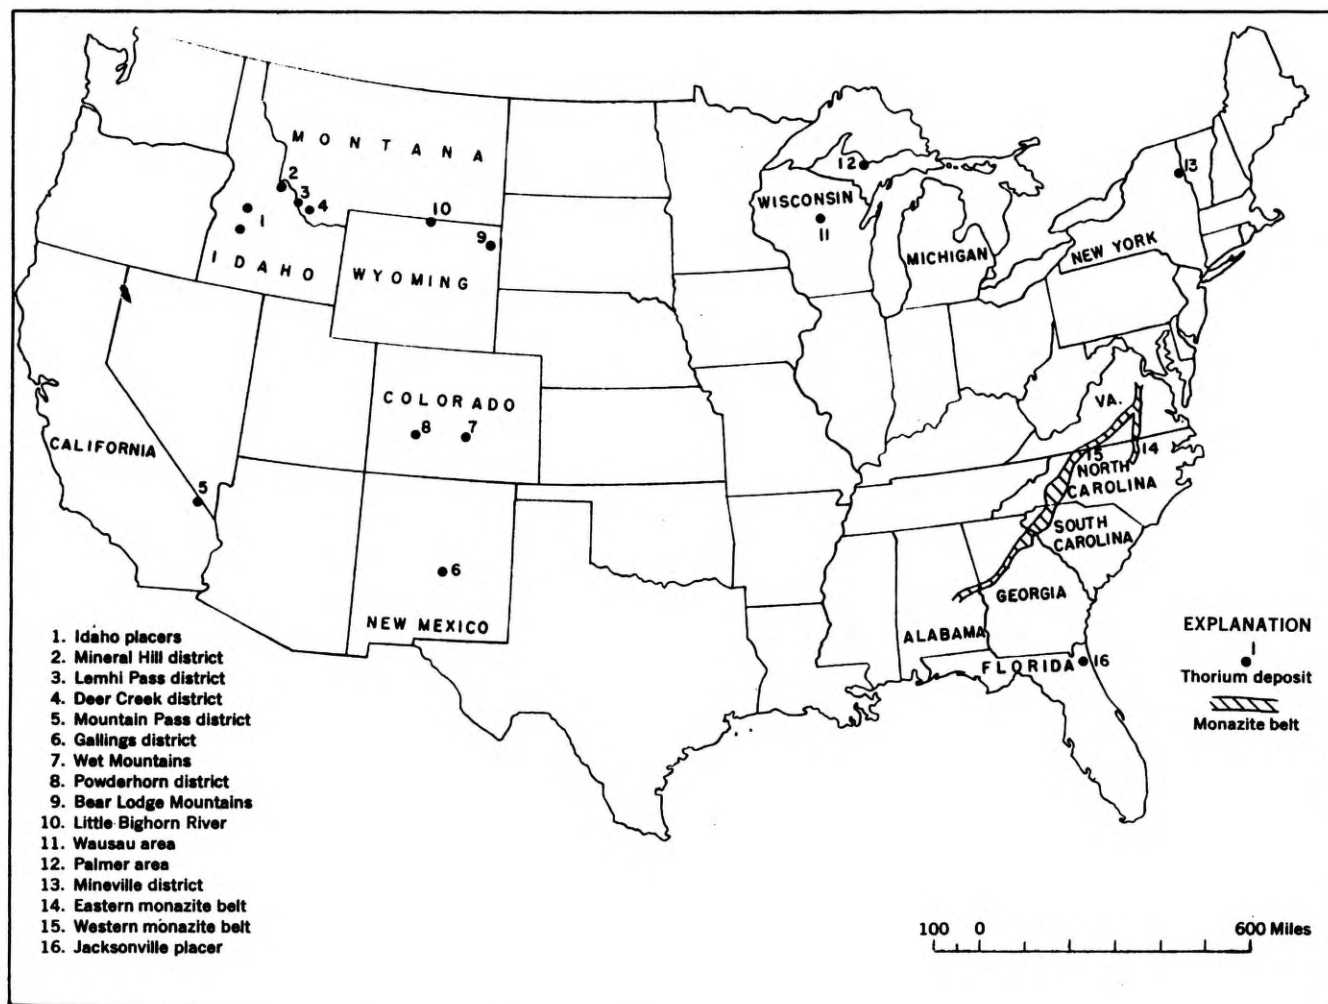 MONTANA
2
3
4
1
10
9
IDAHO
WYOMING
12
WISCONSIN
11
MICHIGAN
13
NEW YORK
COLORADO
8
7
CALIFORNIA
5
VA.
15
14
NORTH
CAROLINA
SOUTH
CAROLINA
6
NEW MEXICO
GEORGIA
ALABAMA
FLORIDA
16
1. Idaho placers
2. Mineral Hill district
3. Lemhi Pass district
4. Deer Creek district
5. Mountain Pass district
6. Gallings district
7. Wet Mountains
8. Powderhorn district
9. Bear Lodge Mountains
10. Little Bighorn River
11. Wausau area
12. Palmer area
13. Mineville district
14. Eastern monazite belt
15. Western monazite belt
16. Jacksonville placer
EXPLANATION
1
Thorium deposit
Monazite belt
100 0 600 Miles